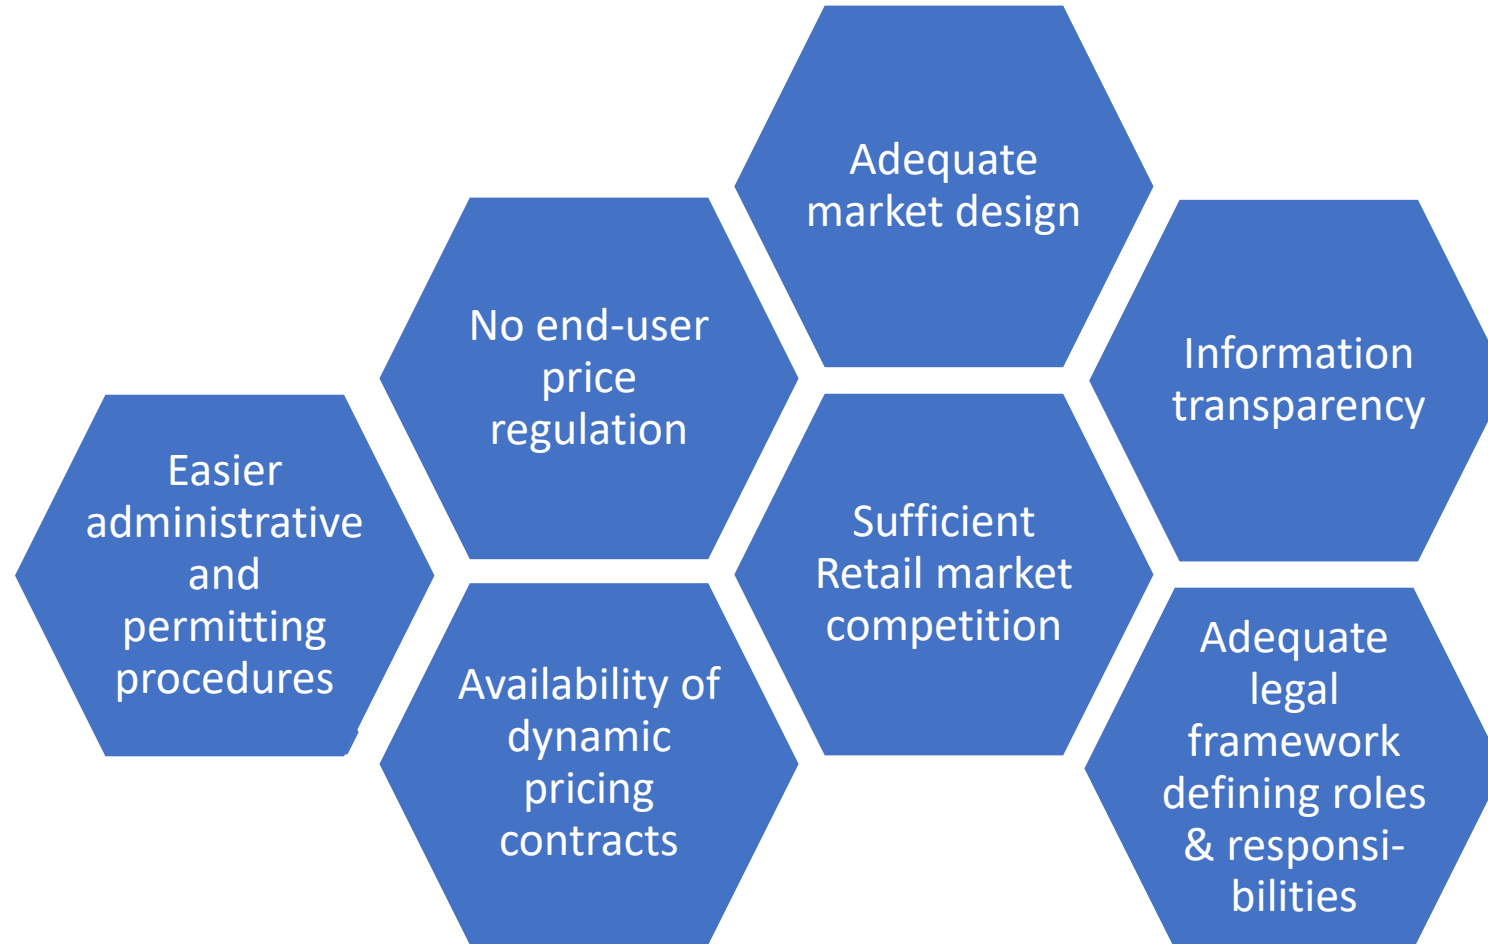 Adequate
market design
No end-user
price
regulation
Information
transparency
Easier
administrative
and
permitting
procedures
Sufficient
Retail market
competition
Availability of
dynamic
pricing
contracts
Adequate
legal
framework
defining roles
& responsi-
bilities